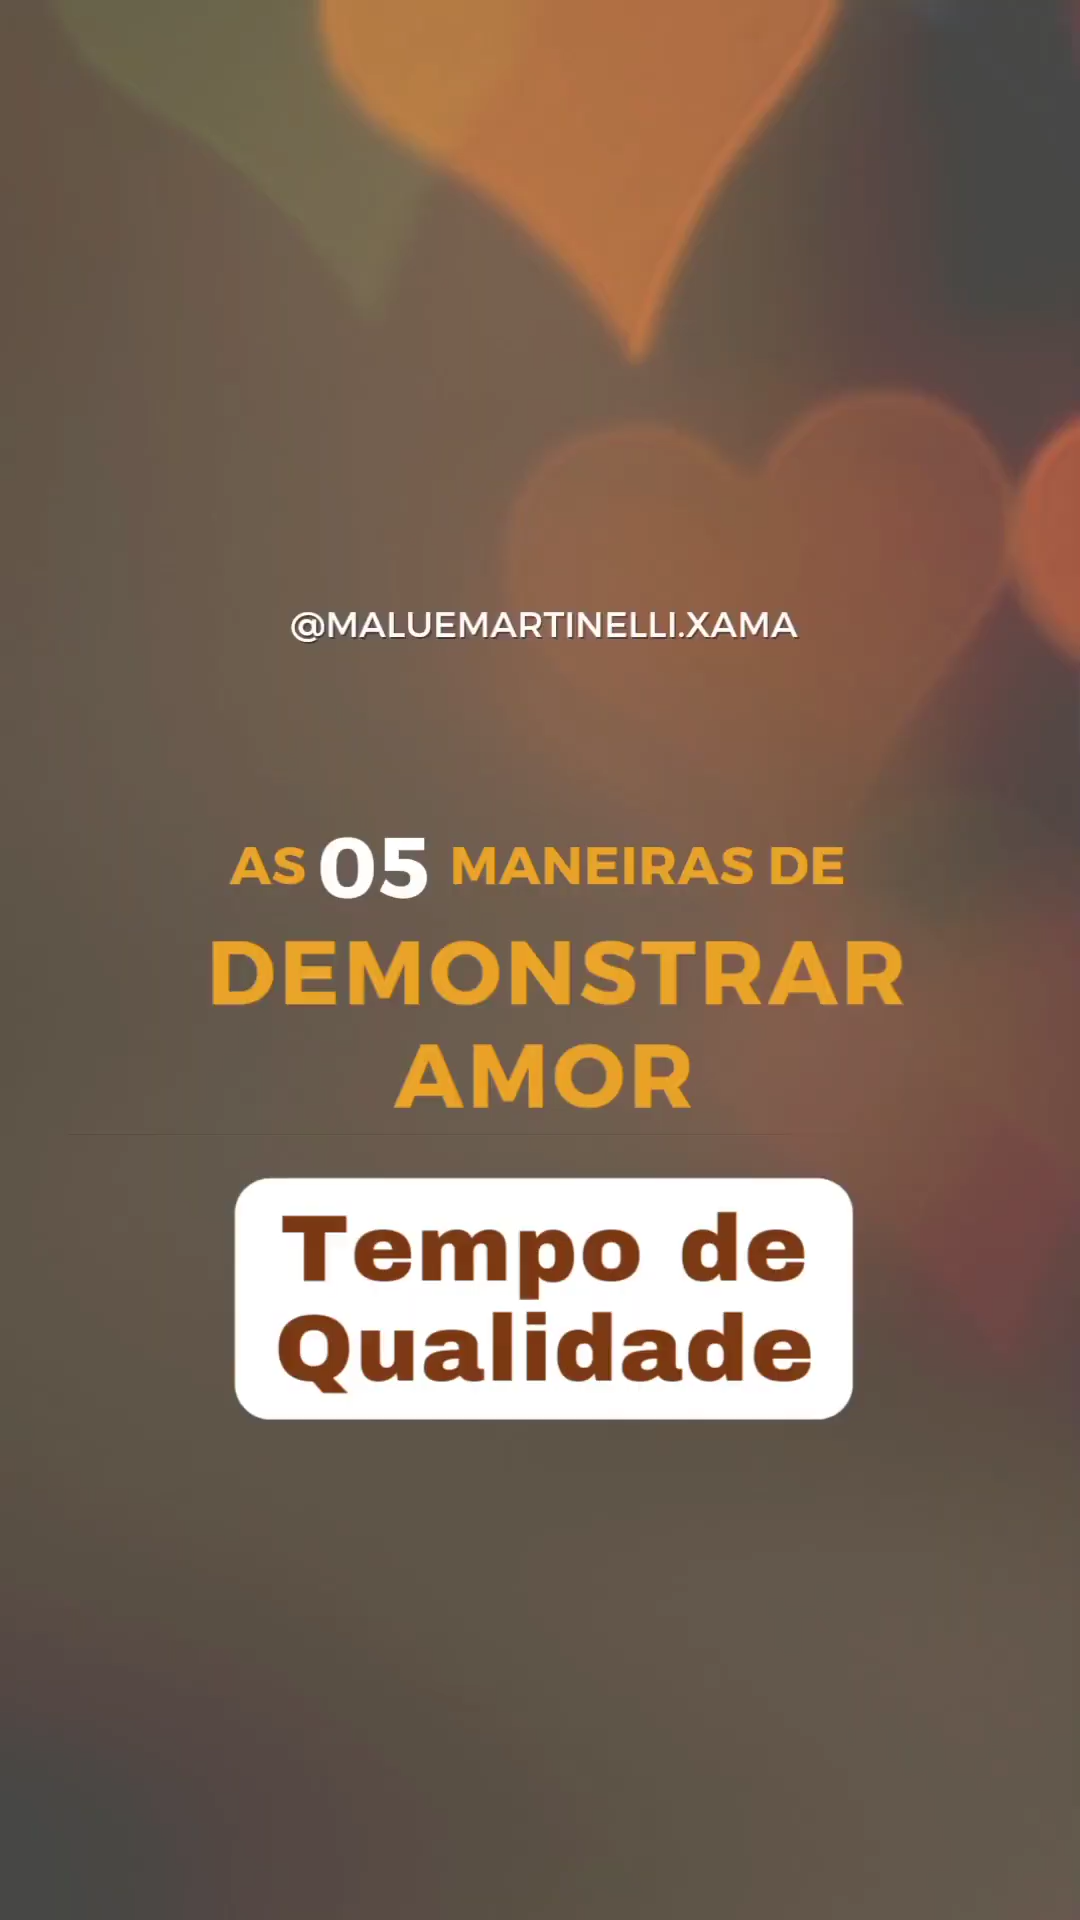 @MALUEMARTINELLI.XAMA
AS 05 MANEIRAS DE
DEMONSTRAR
AMOR
Tempo de
Qualidade